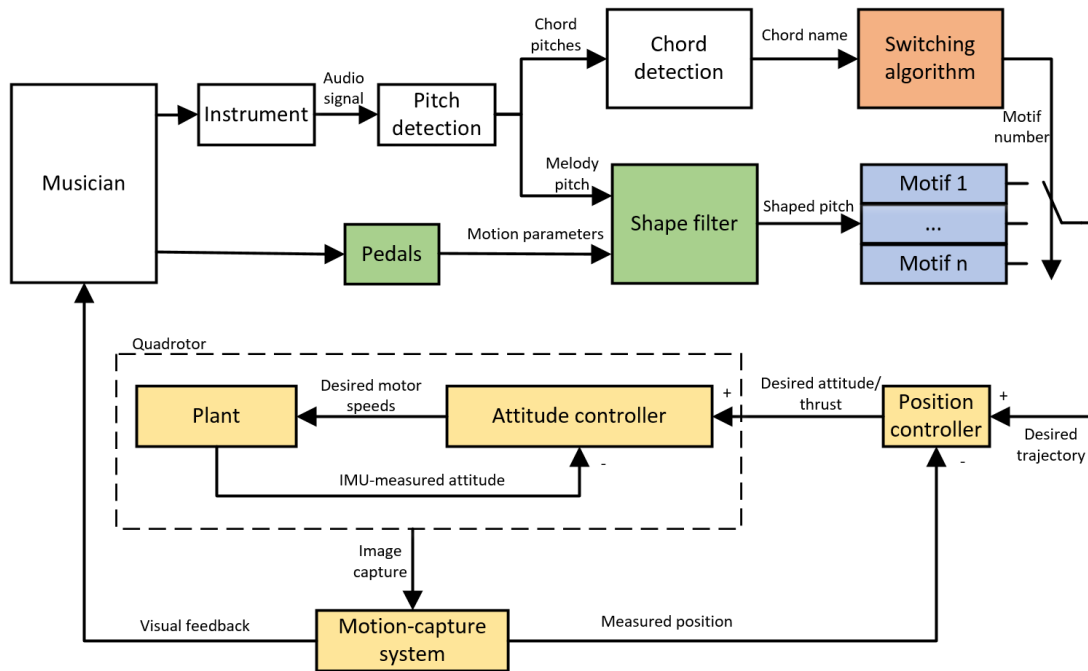 Chord
pitches
Chord
detection
Chord name
Switching
algorithm
Musician
Instrument
Audio
signal
Pitch
detection
Motif
number
Melody
pitch
Shape filter
Shaped pitch
Motif 1
...
Motif n
Pedals
Motion parameters
Quadrotor
Plant
Desired motor
speeds
Attitude controller
+
-
Desired attitude/
thrust
Position
controller
+
-
Desired
trajectory
IMU-measured attitude
Image
capture
Visual feedback
Motion-capture
system
Measured position